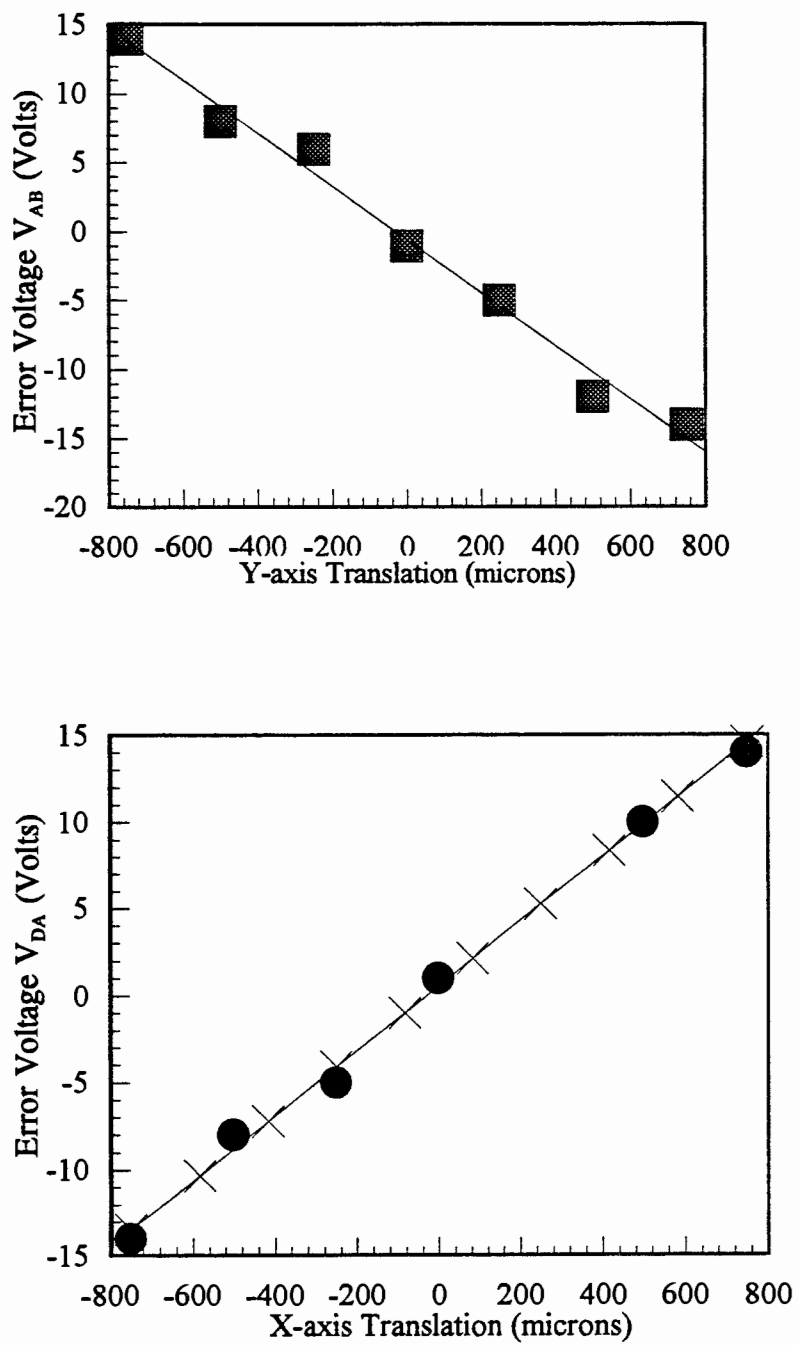 15
10
5
0
-5
-10
-15
-20
Error Voltage V_AB (Volts)
-800 -600 -400 -200 0 200 400 600 800
Y-axis Translation (microns)
15
10
5
0
-5
-10
-15
Error Voltage V_DA (Volts)
-800 -600 -400 -200 0 200 400 600 800
X-axis Translation (microns)